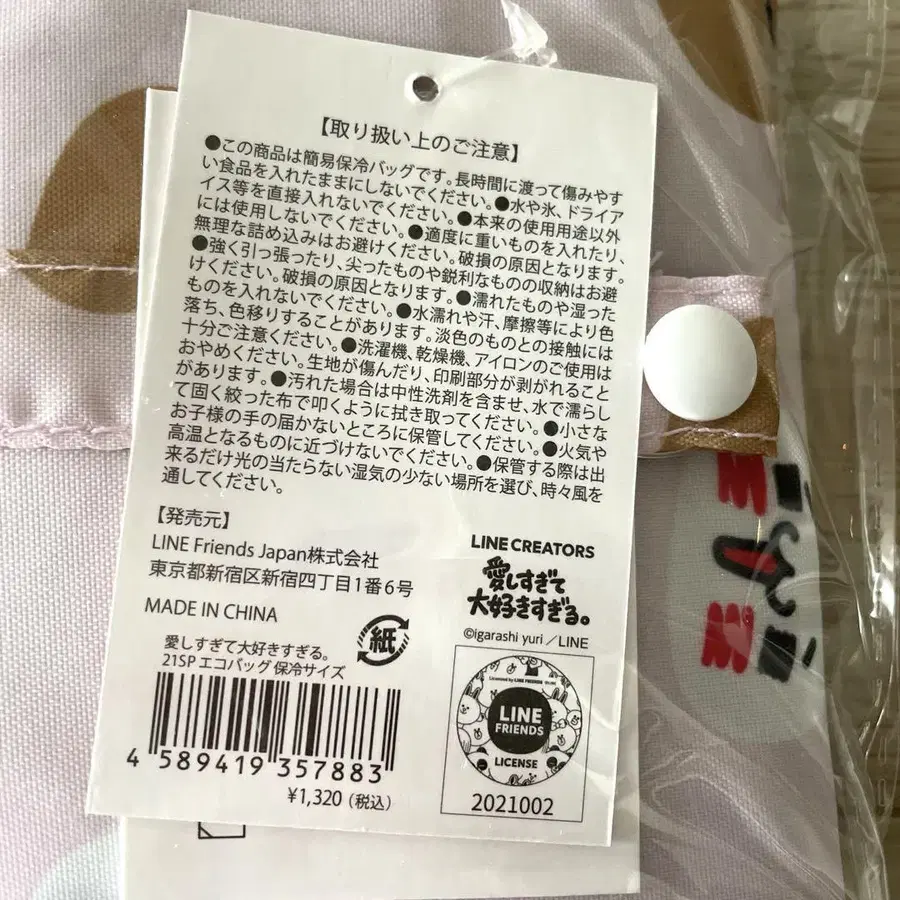 【取り扱い上のご注意】
●この商品は簡易保冷バッグです。長時間に渡って傷みやす
い食品を入れたままにしないでください。●水や氷、ドライア
イス等を直接入れないでください。●本来の使用用途以外
には使用しないでください。●適度に重いものを入れたり、
無理な詰め込みはお避けください。破損の原因となります。
●強く引っ張ったり、尖ったものや鋭利なものの収納はお避
けください。破損の原因となります。●濡れたものや湿った
ものを入れないでください。●水濡れや汗、摩擦等により色
落ち、色移りすることがあります。淡色のものとの接触には
十分ご注意ください。●洗濯機、乾燥機、アイロンのご使用は
おやめください。生地が傷んだり、印刷部分が剥がれること
があります。●汚れた場合は中性洗剤を含ませ、水で濡らし
て固く絞った布で叩くように拭き取ってください。●小さな
お子様の手の届かないところに保管してください。●火気や
高温となるものに近づけないでください。●保管する際は出
来るだけ光の当たらない湿気の少ない場所を選び、時々風を
通してください。
【発売元】
LINE Friends Japan株式会社
東京都新宿区新宿四丁目1番6号
MADE IN CHINA
紙
愛しすぎて大好きすぎる。
21SP エコバッグ 保冷サイズ
4 589419 357883
¥1,320（税込）
LINE CREATORS
愛しすぎて
大好きすぎる。
©igarashi yuri／LINE
Licensed by LINE FRIENDS
LINE
FRIENDS
LICENSE
2021002